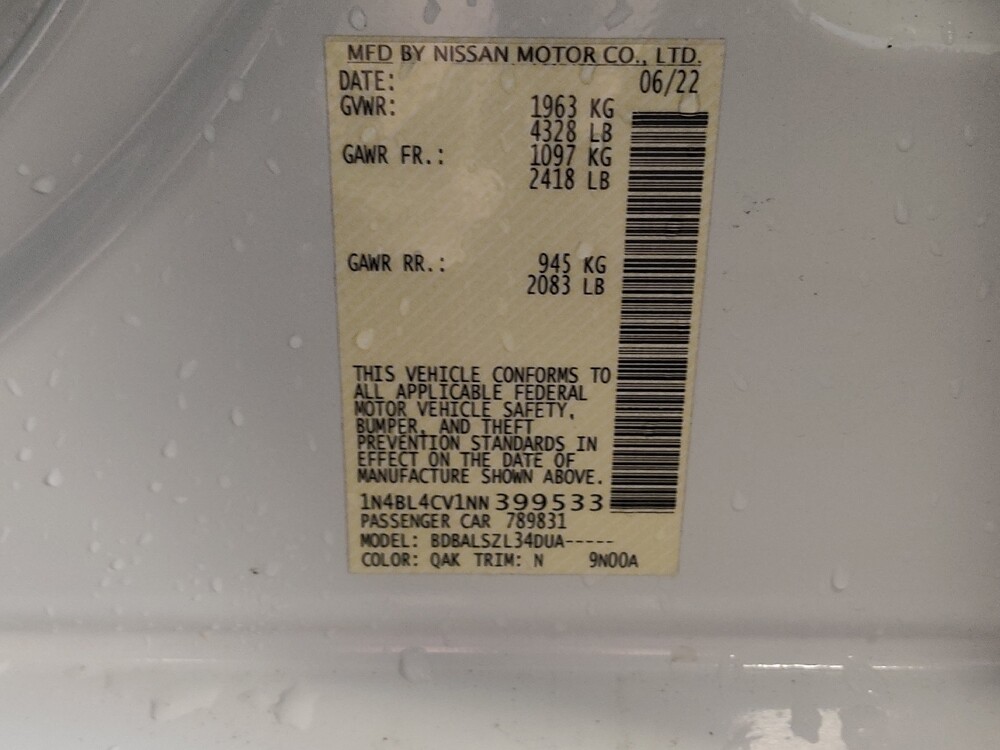 MFD BY NISSAN MOTOR CO., LTD.
DATE: 06/22
GVWR: 1963 KG
4328 LB
GAWR FR.: 1097 KG
2418 LB
GAWR RR.: 945 KG
2083 LB
THIS VEHICLE CONFORMS TO
ALL APPLICABLE FEDERAL
MOTOR VEHICLE SAFETY,
BUMPER, AND THEFT
PREVENTION STANDARDS IN
EFFECT ON THE DATE OF
MANUFACTURE SHOWN ABOVE.
1N4BL4CV1NN399533
PASSENGER CAR 789831
MODEL: BDBALSZL34DUA-----
COLOR: QAK TRIM: N 9N00A